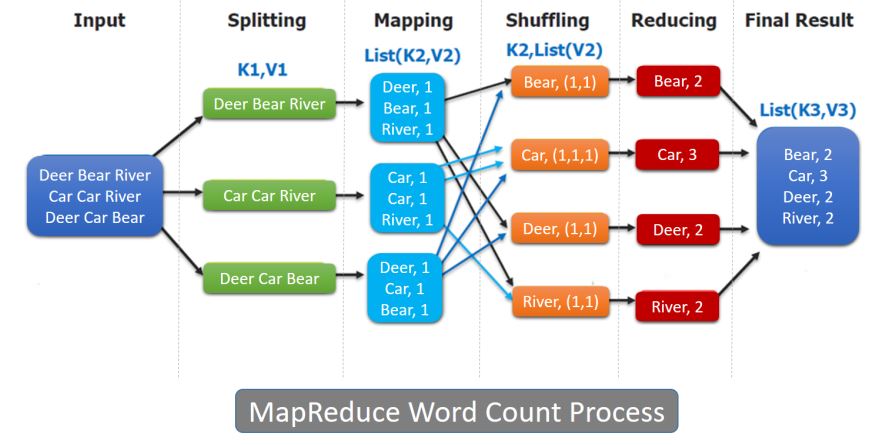 Input
Splitting
Mapping
Shuffling
Reducing
Final Result
K1,V1
List(K2,V2)
K2,List(V2)
List(K3,V3)
Deer Bear River
Car Car River
Deer Car Bear
Deer Bear River
Car Car River
Deer Car Bear
Deer, 1
Bear, 1
River, 1
Car, 1
Car, 1
River, 1
Deer, 1
Car, 1
Bear, 1
Bear, (1,1)
Car, (1,1,1)
Deer, (1,1)
River, (1,1)
Bear, 2
Car, 3
Deer, 2
River, 2
Bear, 2
Car, 3
Deer, 2
River, 2
MapReduce Word Count Process